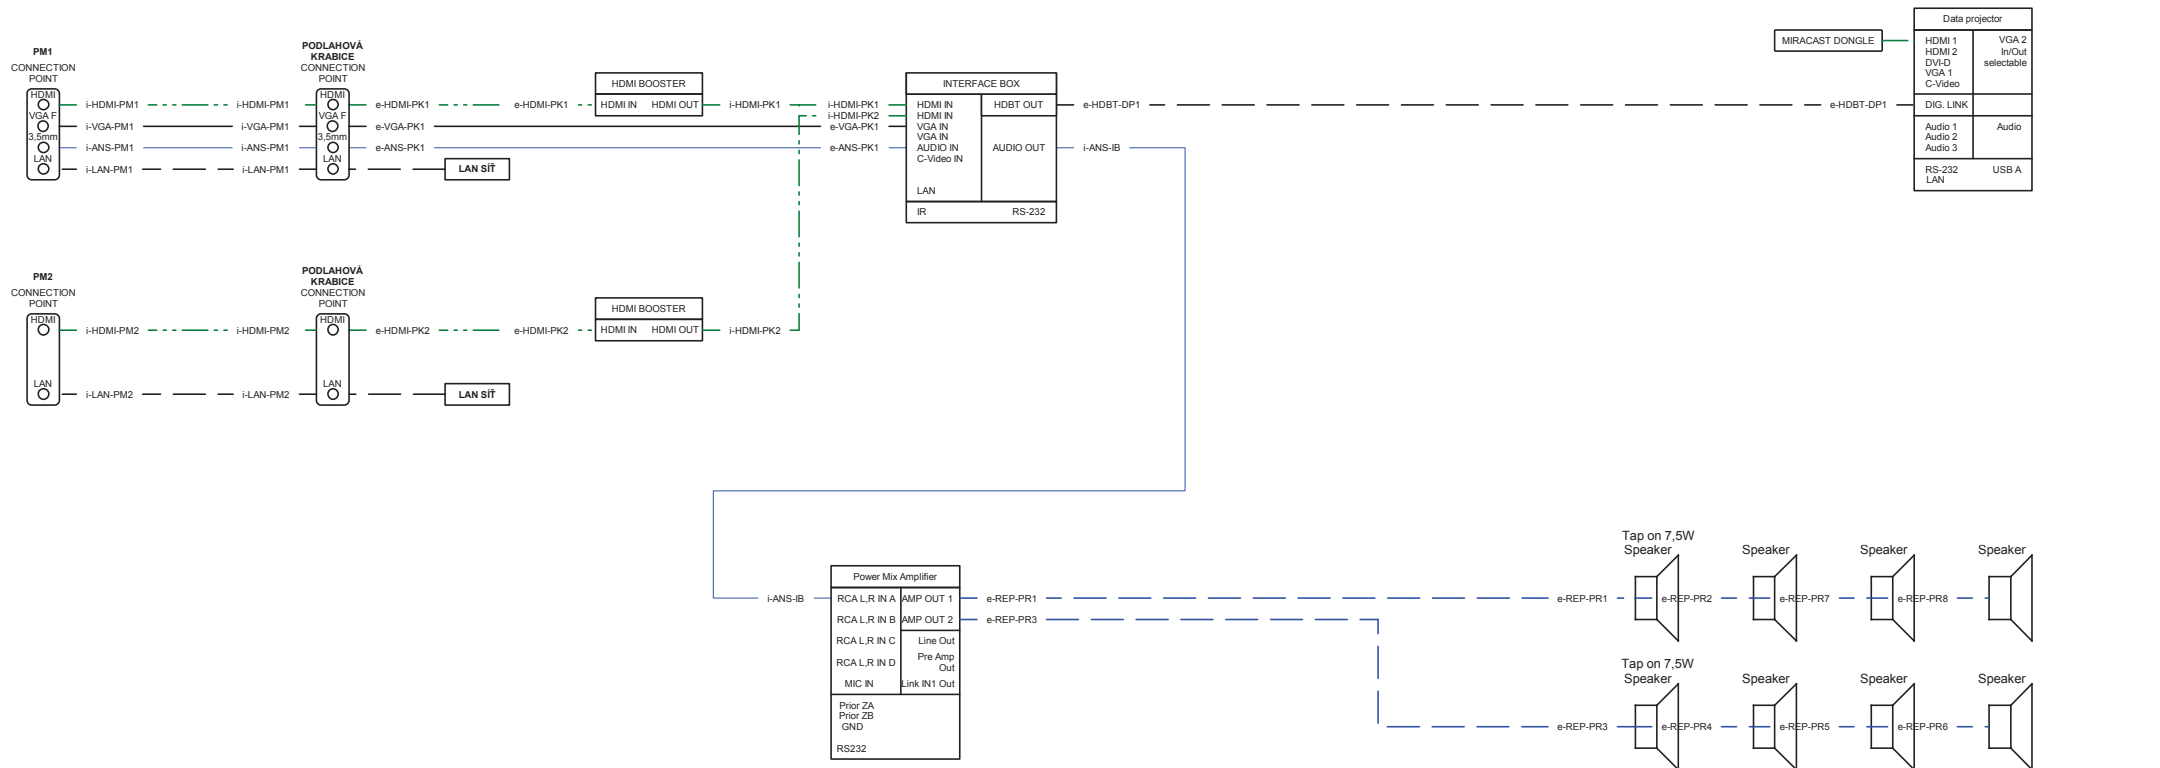 PM1
CONNECTION
POINT
HDMI
VGA F
3,5mm
LAN
i-HDMI-PM1
i-HDMI-PM1
i-VGA-PM1
i-VGA-PM1
i-ANS-PM1
i-ANS-PM1
i-LAN-PM1
i-LAN-PM1
PODLAHOVÁ
KRABICE
CONNECTION
POINT
HDMI
VGA F
3,5mm
LAN
e-HDMI-PK1
e-HDMI-PK1
e-VGA-PK1
e-ANS-PK1
LAN SÍŤ
HDMI BOOSTER
HDMI IN
HDMI OUT
i-HDMI-PK1
i-HDMI-PK1
i-HDMI-PK2
e-VGA-PK1
e-ANS-PK1
INTERFACE BOX
HDMI IN
HDMI IN
VGA IN
VGA IN
AUDIO IN
C-Video IN
LAN
HDBT OUT
AUDIO OUT
IR
RS-232
e-HDBT-DP1
e-HDBT-DP1
i-ANS-IB
MIRACAST DONGLE
Data projector
HDMI 1
HDMI 2
DVI-D
VGA 1
C-Video
VGA 2
In/Out
selectable
DIG. LINK
Audio 1
Audio 2
Audio 3
Audio
RS-232
LAN
USB A
PM2
CONNECTION
POINT
HDMI
LAN
i-HDMI-PM2
i-HDMI-PM2
i-LAN-PM2
i-LAN-PM2
PODLAHOVÁ
KRABICE
CONNECTION
POINT
HDMI
LAN
e-HDMI-PK2
e-HDMI-PK2
LAN SÍŤ
HDMI BOOSTER
HDMI IN
HDMI OUT
i-HDMI-PK2
i-ANS-IB
Power Mix Amplifier
RCA L,R IN A
RCA L,R IN B
RCA L,R IN C
RCA L,R IN D
MIC IN
AMP OUT 1
AMP OUT 2
Line Out
Pre Amp
Out
Link IN1 Out
Prior ZA
Prior ZB
GND
RS232
e-REP-PR1
e-REP-PR3
Tap on 7,5W
Speaker
Speaker
Speaker
Speaker
e-REP-PR1
e-REP-PR2
e-REP-PR7
e-REP-PR8
Tap on 7,5W
Speaker
Speaker
Speaker
Speaker
e-REP-PR3
e-REP-PR4
e-REP-PR5
e-REP-PR6